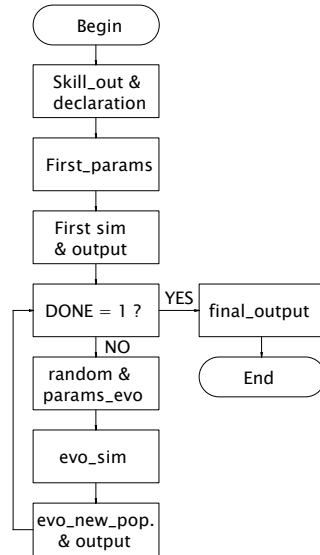 Begin
Skill_out &
declaration
First_params
First sim
& output
DONE = 1 ?
YES
final_output
NO
End
random &
params_evo
evo_sim
evo_new_pop.
& output